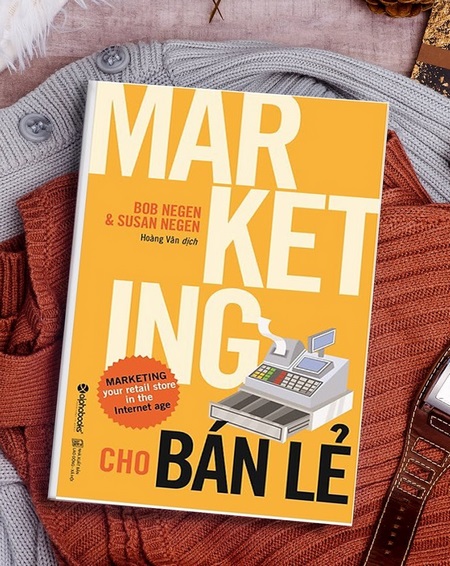 MAR
KET
ING
BOB NEGEN
& SUSAN NEGEN
Hoàng Vân dịch
MARKETING
your retail store
in the
Internet age
CHO BÁN LẺ
alphabooks